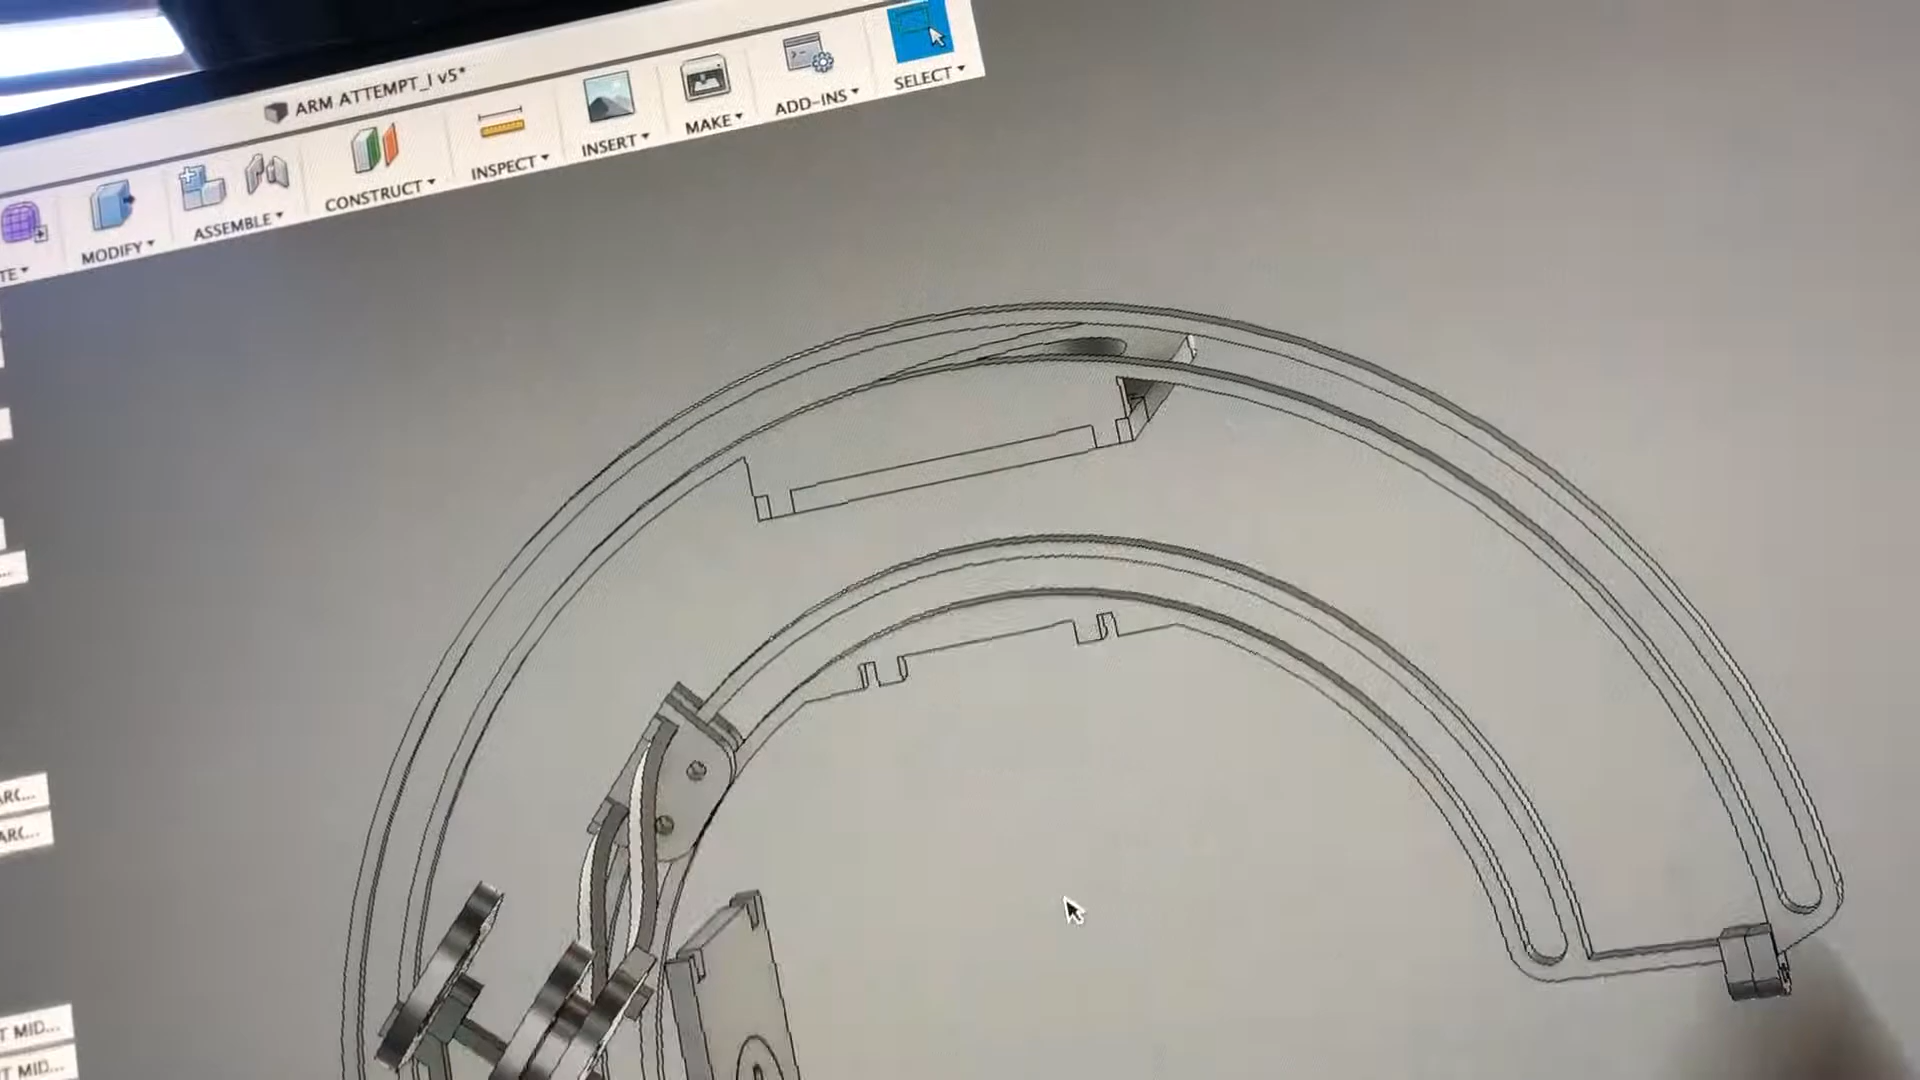 ARM ATTEMPT_I v5*
TE
MODIFY
ASSEMBLE
CONSTRUCT
INSPECT
INSERT
MAKE
ADD-INS
SELECT
ARC...
ARC...
T MID...
T MID...